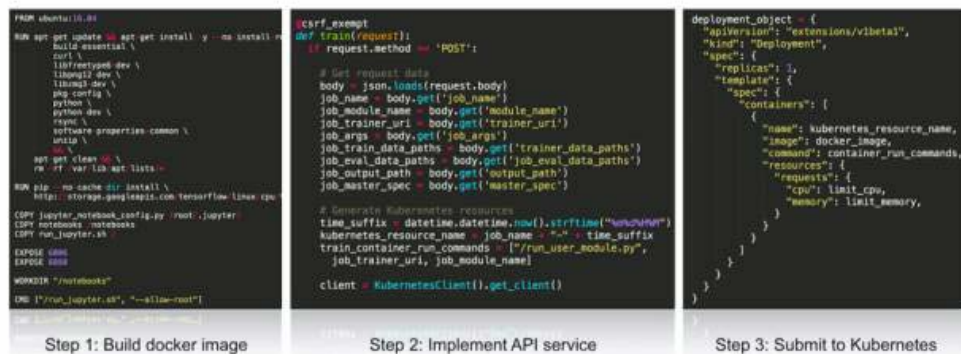 FROM ubuntu:16.04
RUN apt-get update && apt-get install -y --no install
build-essential \
curl \
libfreetype6-dev \
libpng12-dev \
libzmq3-dev \
pkg-config \
python \
python-dev \
rsync \
software-properties-common \
unzip \
&& \
apt-get clean && \
rm -rf /var/lib/apt/lists/*
RUN pip --no-cache-dir install \
http://storage.googleapis.com/tensorflow/linux/cpu
COPY jupyter_notebook_config.py /root/.jupyter/
COPY notebooks /notebooks
COPY run_jupyter.sh /
EXPOSE 6006
EXPOSE 8888
WORKDIR "/notebooks"
CMD ["/run_jupyter.sh", "--allow-root"]
Step 1: Build docker image
@csrf_exempt
def train(request):
if request.method == 'POST':
# Get request data
body = json.loads(request.body)
job_name = body.get('job_name')
job_module_name = body.get('module_name')
job_trainer_uri = body.get('trainer_uri')
job_args = body.get('job_args')
job_train_data_paths = body.get('trainer_data_paths')
job_eval_data_paths = body.get('job_eval_data_paths')
job_output_path = body.get('output_path')
job_master_spec = body.get('master_spec')
# Generate resources
time_suffix = datetime.datetime.now().strftime("%m%d%H%M")
kubernetes_resource_name = job_name + "-" + time_suffix
train_container_run_commands = ["/run_user_module.py",
job_trainer_uri, job_module_name]
client = KubernetesClient().get_client()
Step 2: Implement API service
deployment_object = {
"apiVersion": "extensions/v1beta1",
"kind": "Deployment",
"spec": {
"replicas": 1,
"template": {
"spec": {
"containers": [
{
"name": kubernetes_resource_name,
"image": docker_image,
"command": container_run_commands,
"resources": {
"requests": {
"cpu": limit_cpu,
"memory": limit_memory,
}
}
}
]
}
}
}
}
Step 3: Submit to Kubernetes